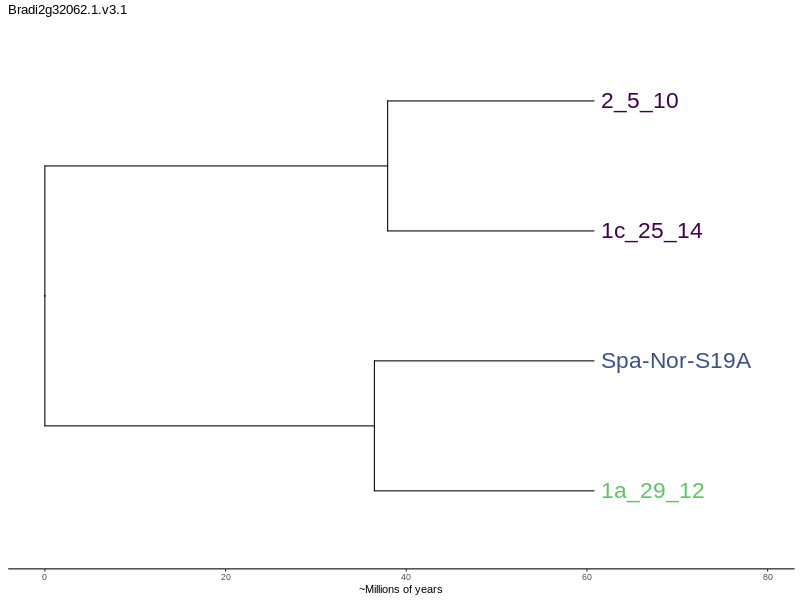 Bradi2g32062.1.v3.1
2_5_10
1c_25_14
Spa-Nor-S19A
1a_29_12
0 20 40 60 80
~Millions of years